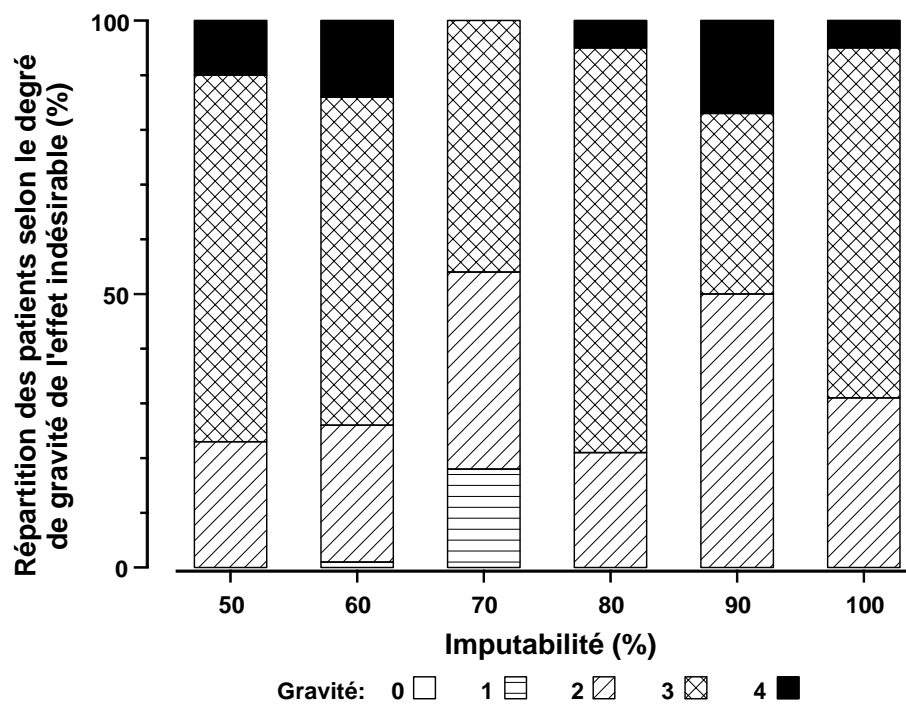 Répartition des patients selon le degré
de gravité de l'effet indésirable (%)
100
50
0
50 60 70 80 90 100
Imputabilité (%)
Gravité: 0 1 2 3 4